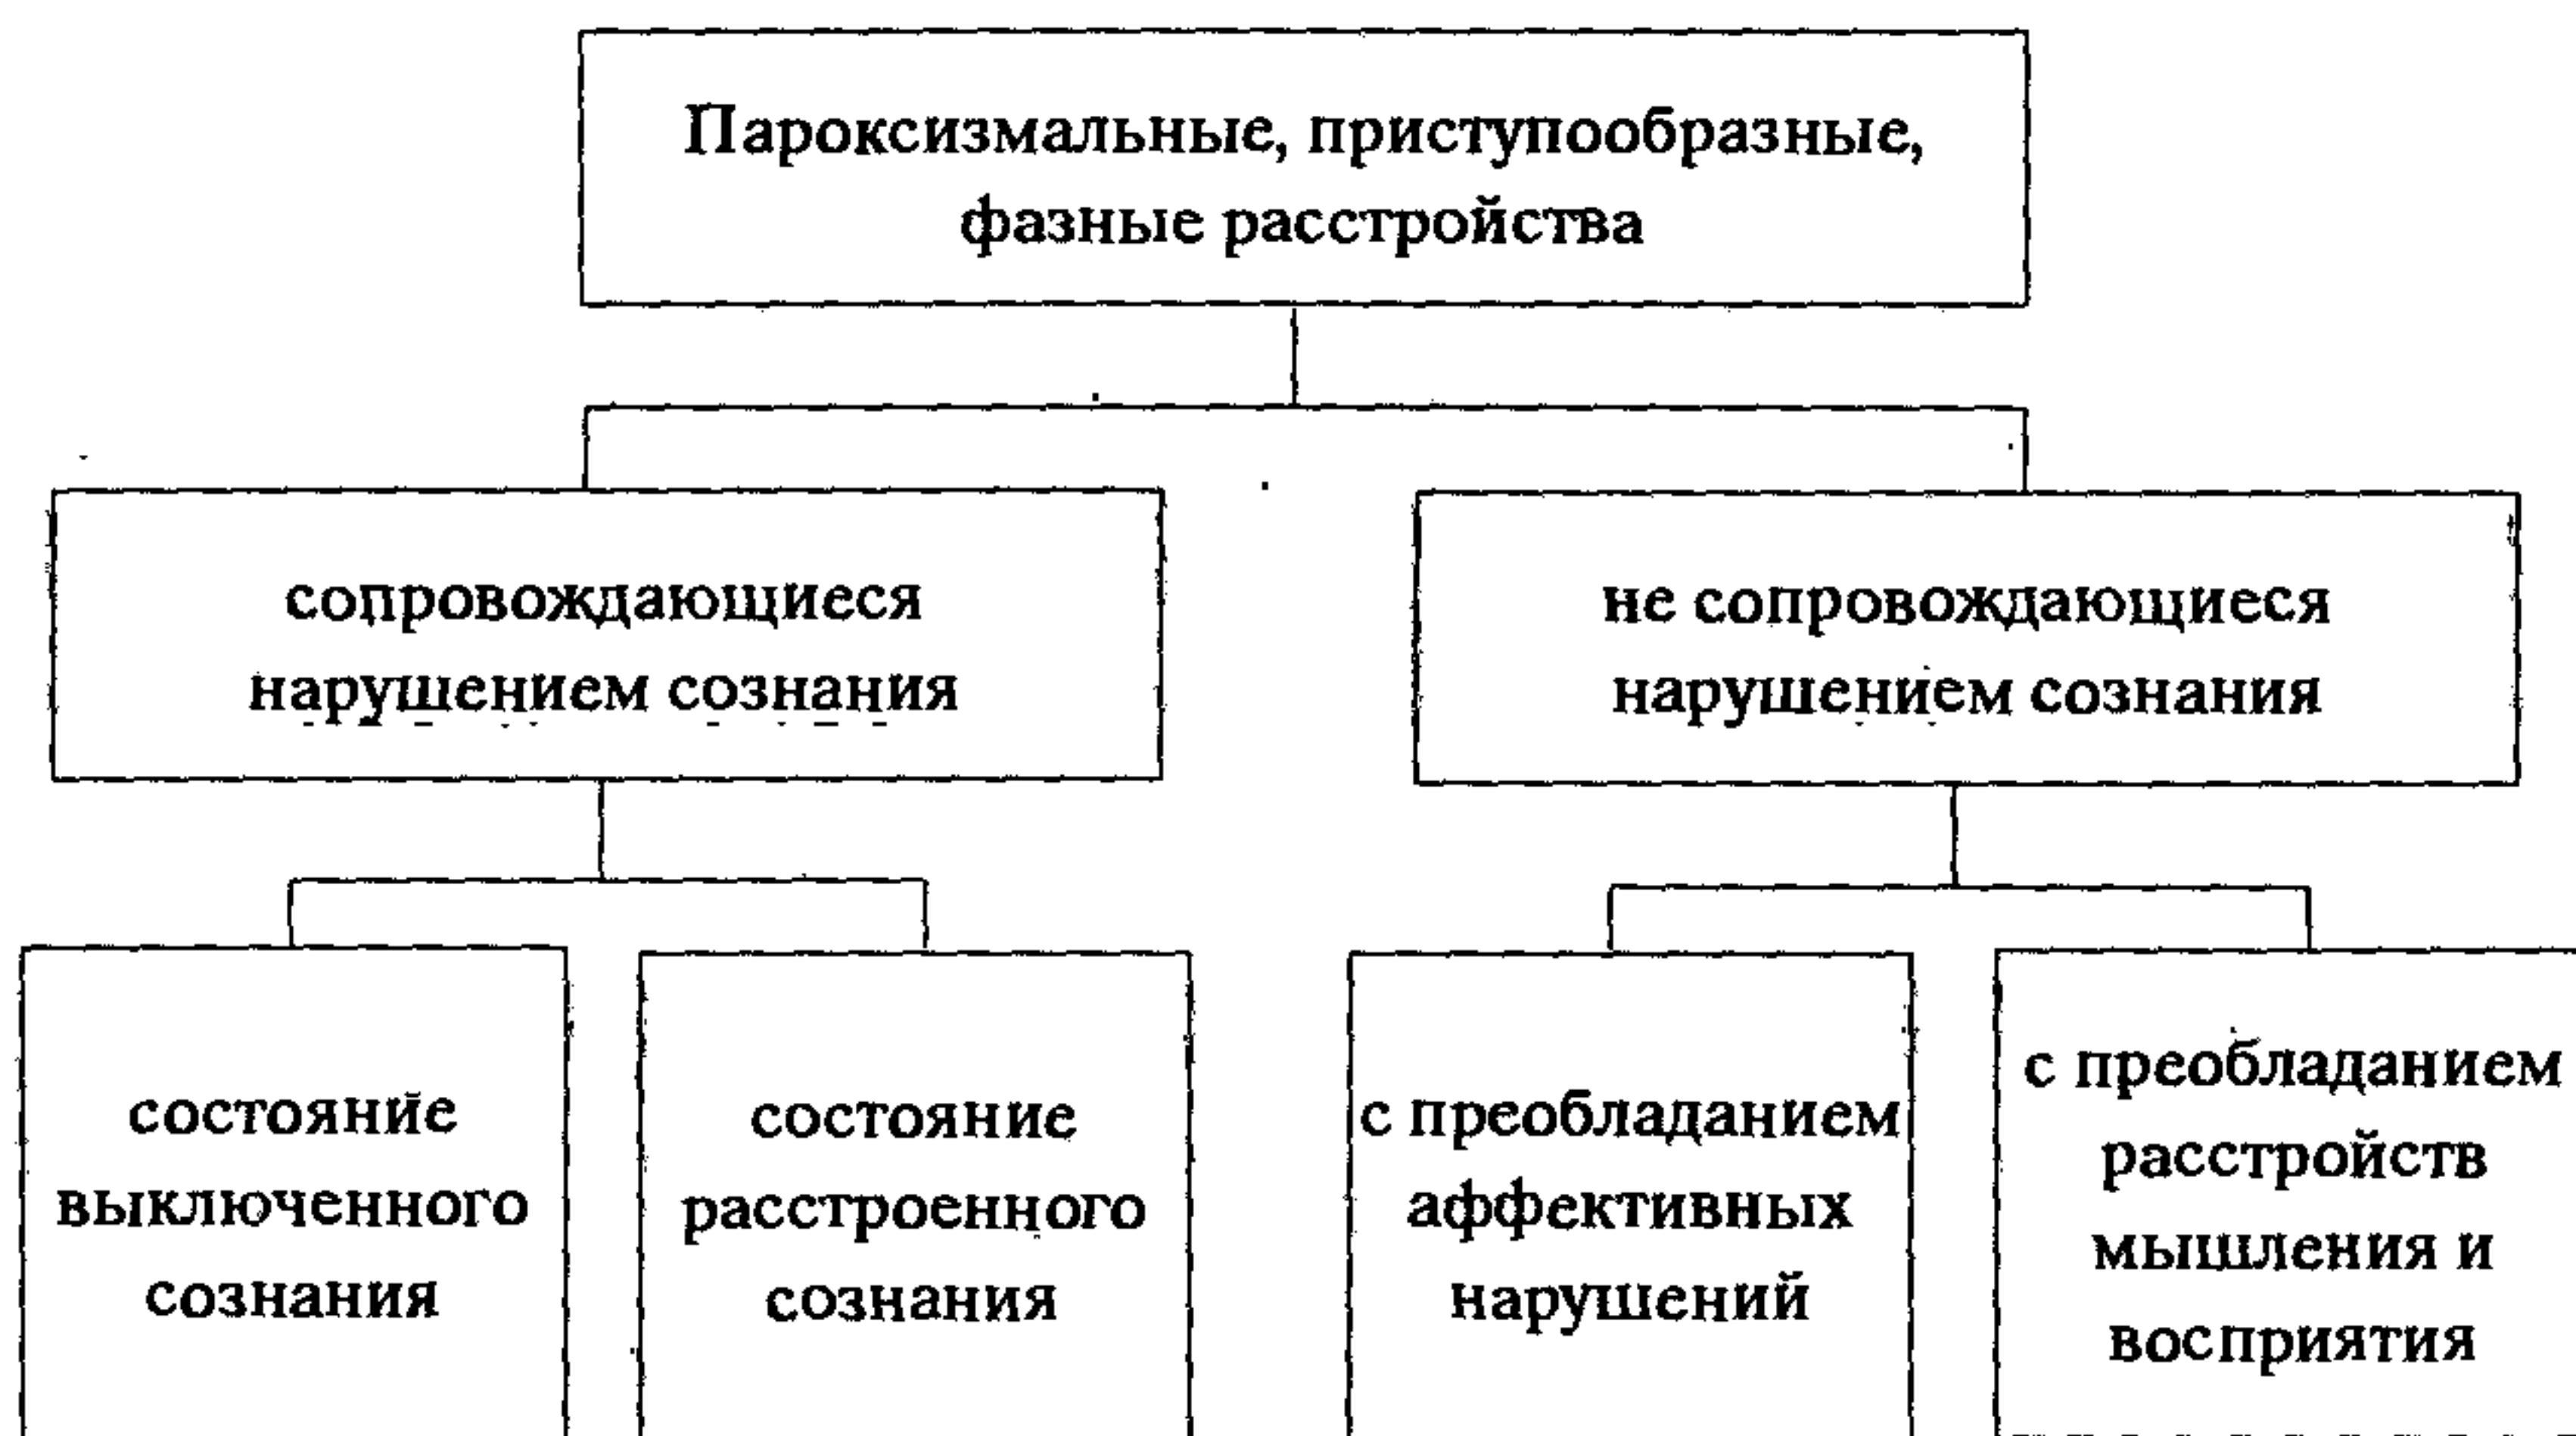 Пароксизмальные, приступообразные,
фазные расстройства
сопровождающиеся
нарушением сознания
не сопровождающиеся
нарушением сознания
состояние
выключенного
сознания
состояние
расстроенного
сознания
с преобладанием
аффективных
нарушений
с преобладанием
расстройств
мышления и
восприятия